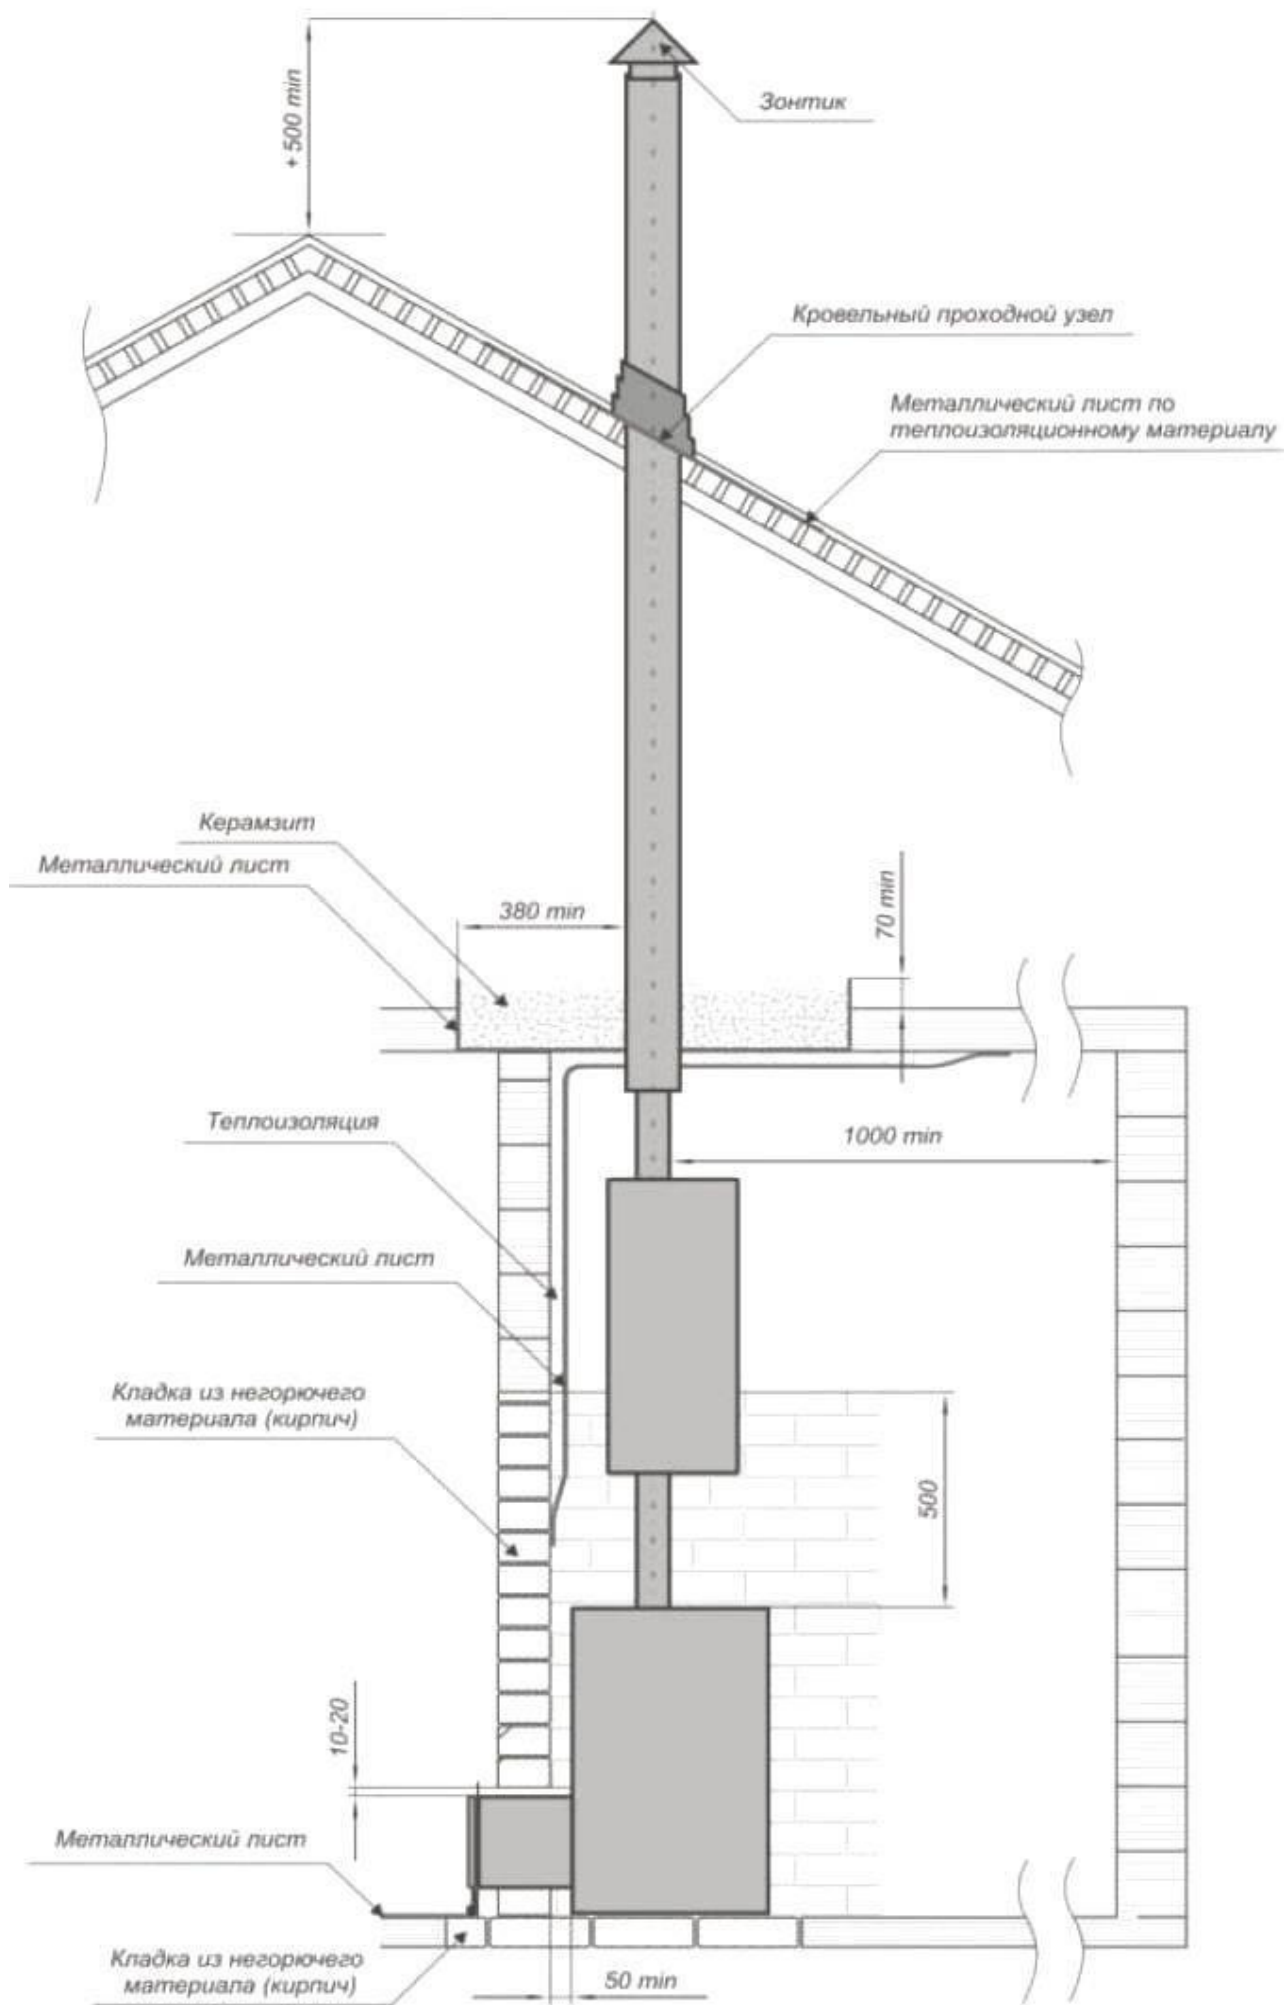 + 500 min
Зонтик
Кровельный проходной узел
Металлический лист по
теплоизоляционному материалу
Керамзит
Металлический лист
380 min
70 min
1000 min
Теплоизоляция
Металлический лист
Кладка из негорючего
материала (кирпич)
500
10-20
Металлический лист
Кладка из негорючего
материала (кирпич)
50 min